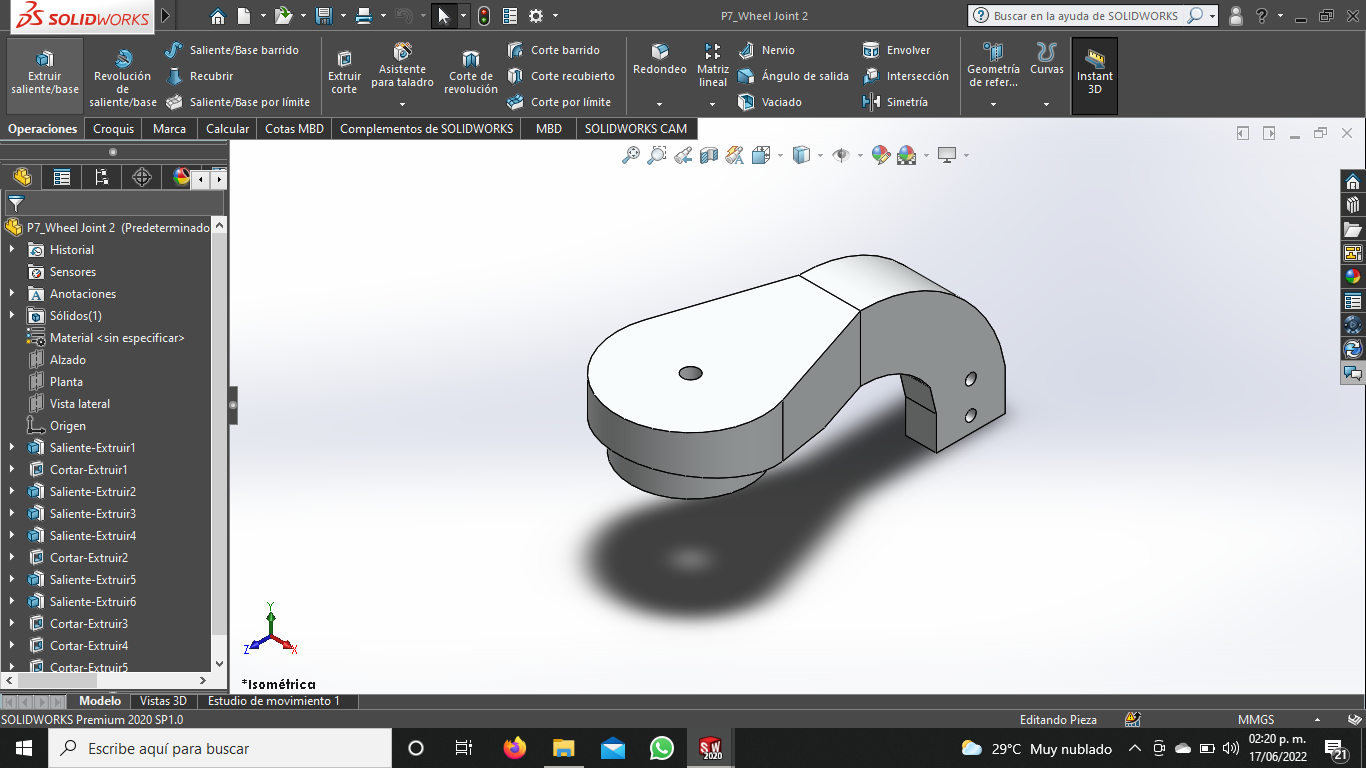 SOLIDWORKS
P7_Wheel Joint 2
Buscar en la ayuda de SOLIDWORKS
Extruir
saliente/base
Revolución
de
saliente/base
Saliente/Base barrido
Recubrir
Saliente/Base por límite
Extruir
corte
Asistente
para taladro
Corte de
revolución
Corte barrido
Corte recubierto
Corte por límite
Redondeo
Matriz
lineal
Nervio
Ángulo de salida
Vaciado
Envolver
Intersección
Simetría
Geometría
de refer...
Curvas
Instant
3D
Operaciones
Croquis
Marca
Calcular
Cotas MBD
Complementos de SOLIDWORKS
MBD
SOLIDWORKS CAM
P7_Wheel Joint 2 (Predeterminado
Historial
Sensores
Anotaciones
Sólidos(1)
Material <sin especificar>
Alzado
Planta
Vista lateral
Origen
Saliente-Extruir1
Cortar-Extruir1
Saliente-Extruir2
Saliente-Extruir3
Saliente-Extruir4
Cortar-Extruir2
Saliente-Extruir5
Saliente-Extruir6
Cortar-Extruir3
Cortar-Extruir4
Cortar-Extruir5
Y
Z
X
*Isométrica
Modelo
Vistas 3D
Estudio de movimiento 1
SOLIDWORKS Premium 2020 SP1.0
Editando Pieza
MMGS
Escribe aquí para buscar
SW
2020
29°C Muy nublado
02:20 p. m.
17/06/2022
21